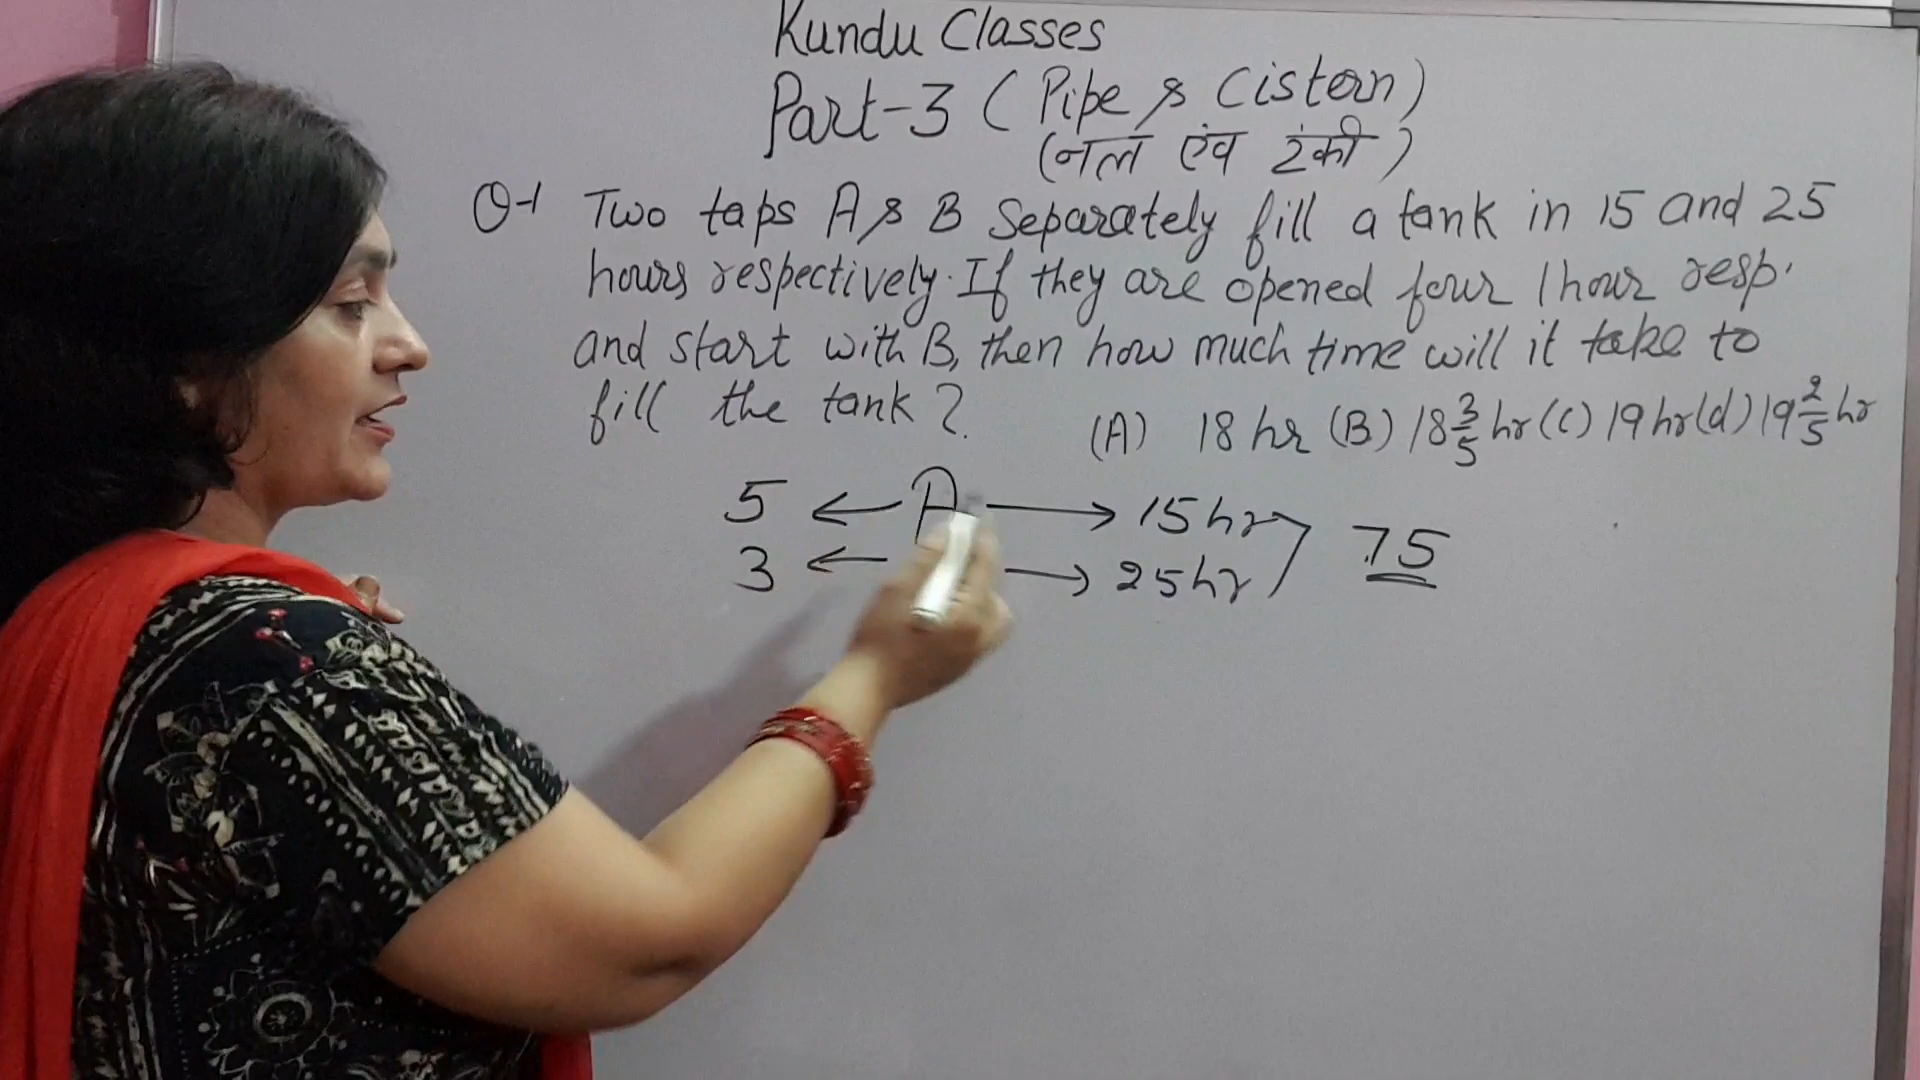 Kundu Classes
Part-3 ( Pipe & Cistern )
(नल एंव टंकी )
Q-1 Two taps A & B Separately fill a tank in 15 and 25
hours respectively. If they are opened four 1 hour resp.
and start with B, then how much time will it take to
fill the tank ?
(A) 18 hr (B) 18 3/5 hr (C) 19 hr (d) 19 2/5 hr
5 ← A → 15 hr
3 ← → 25 hr
75